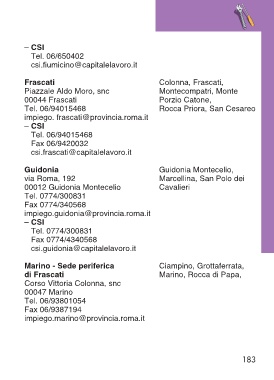 – CSI
Tel. 06/650402
csi.fiumicino@capitalelavoro.it
Frascati
Piazzale Aldo Moro, snc
00044 Frascati
Tel. 06/94015468
impiego. frascati@provincia.roma.it
– CSI
Tel. 06/94015468
Fax 06/9420032
csi.frascati@capitalelavoro.it
Colonna, Frascati,
Montecompatri, Monte
Porzio Catone,
Rocca Priora, San Cesareo
Guidonia
via Roma, 192
00012 Guidonia Montecelio
Tel. 0774/300831
Fax 0774/340568
impiego.guidonia@provincia.roma.it
– CSI
Tel. 0774/300831
Fax 0774/4340568
csi.guidonia@capitalelavoro.it
Guidonia Montecelio,
Marcellina, San Polo dei
Cavalieri
Marino - Sede periferica
di Frascati
Corso Vittoria Colonna, snc
00047 Marino
Tel. 06/93801054
Fax 06/9387194
impiego.marino@provincia.roma.it
Ciampino, Grottaferrata,
Marino, Rocca di Papa,
183